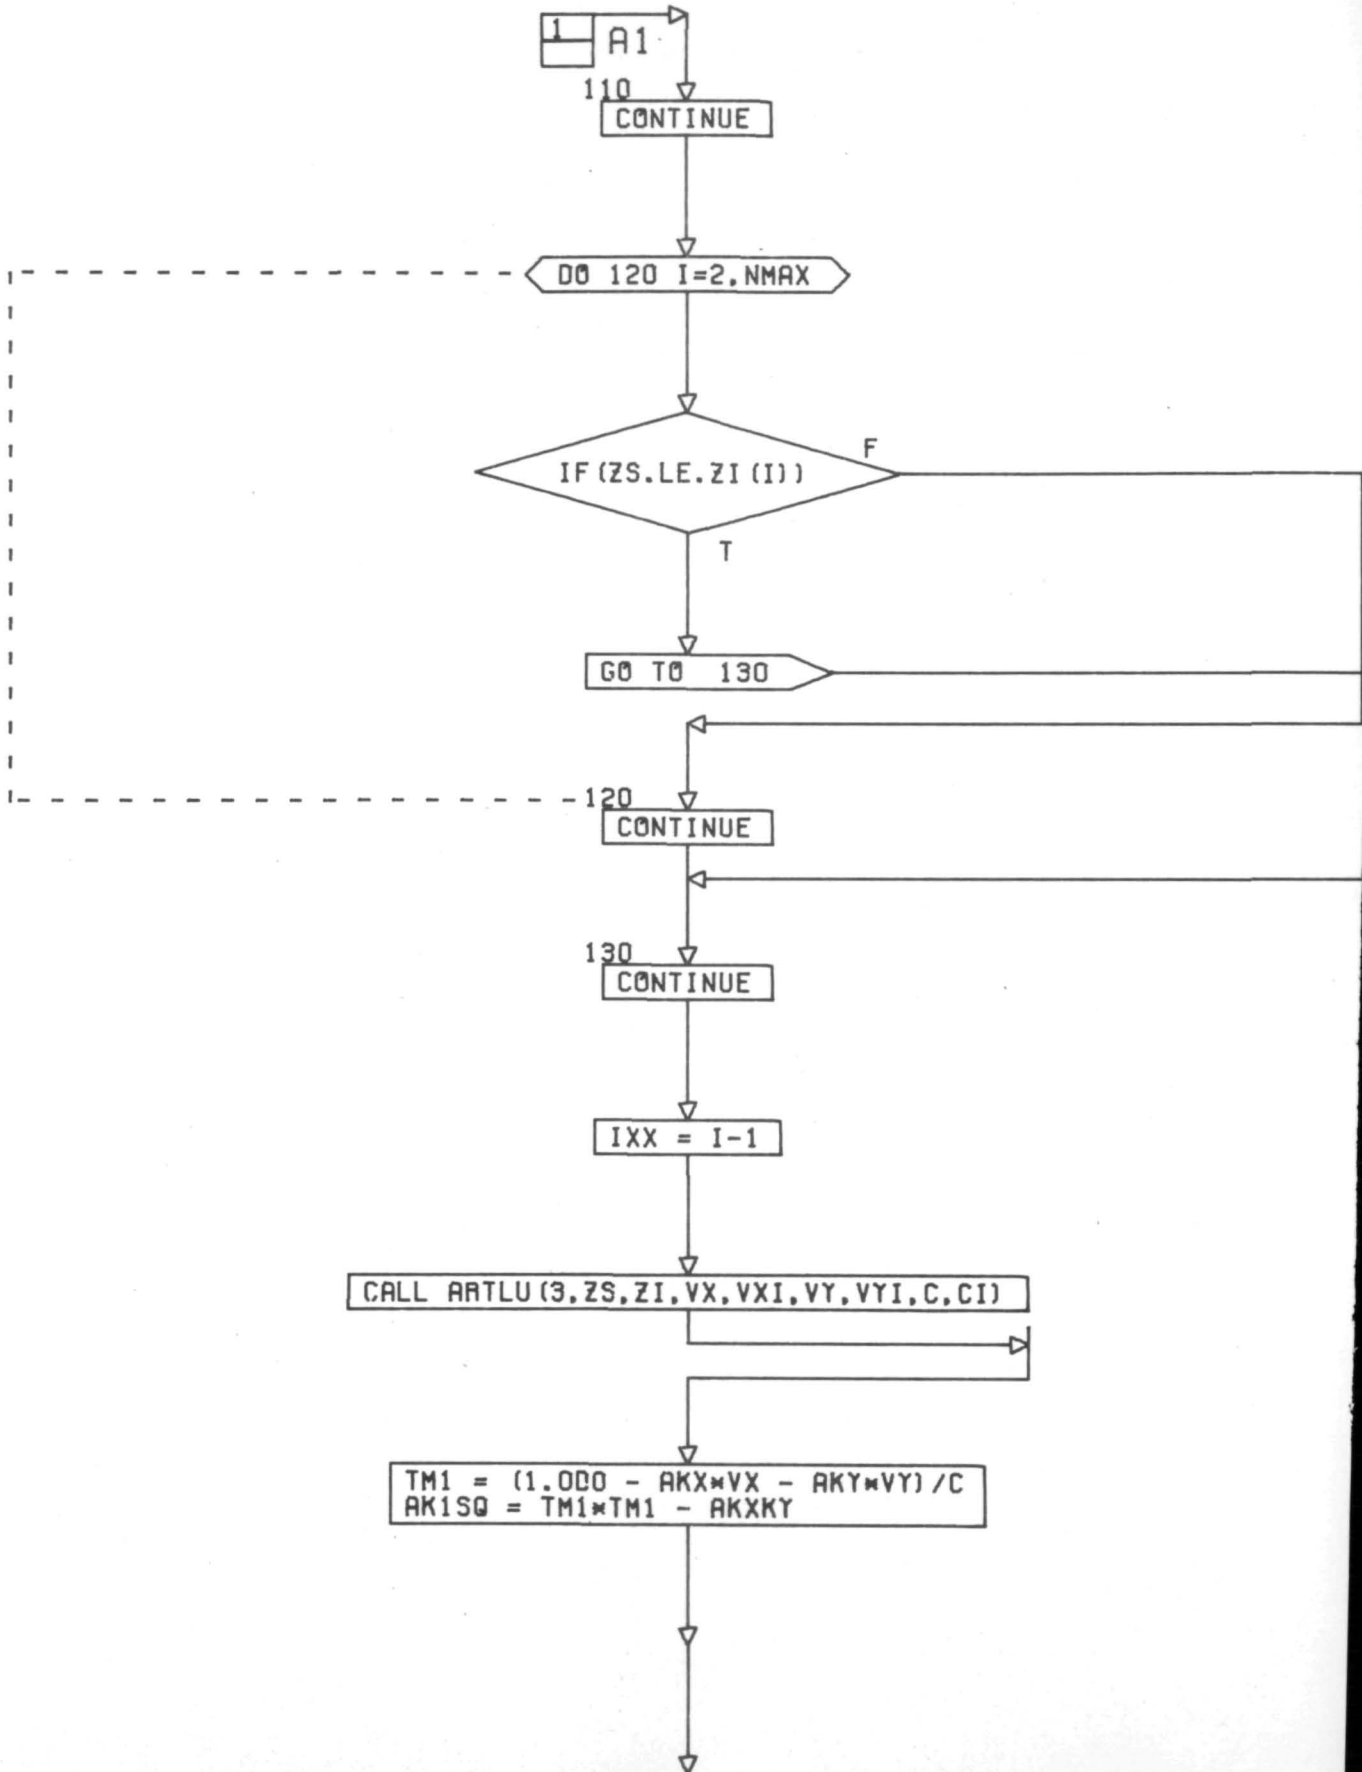 1
A1
110
CONTINUE
DO 120 I=2,NMAX
IF(ZS.LE.ZI(I))
F
T
GO TO 130
120
CONTINUE
130
CONTINUE
IXX = I-1
CALL ARTLU(3,ZS,ZI,VX,VXI,VY,VYI,C,CI)
TM1 = (1.0D0 - AKX*VX - AKY*VY)/C
AK1SQ = TM1*TM1 - AKXKY